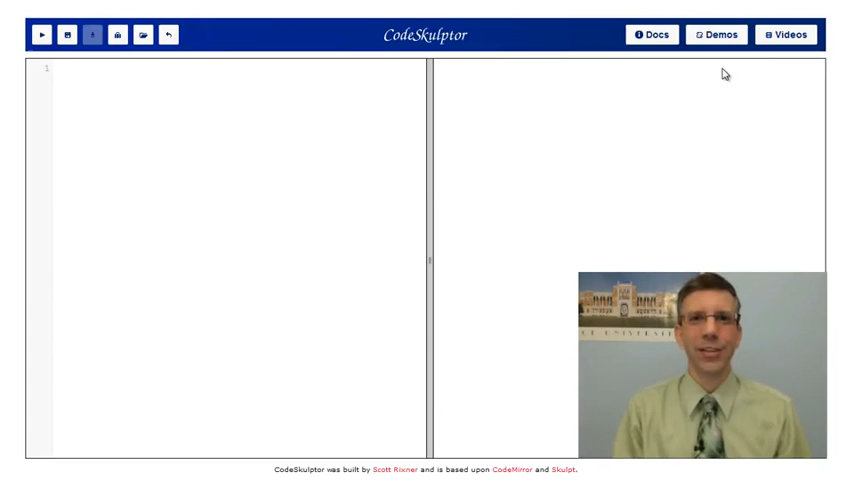 CodeSkulptor
Docs
Demos
Videos
1
CodeSkulptor was built by Scott Rixner and is based upon CodeMirror and Skulpt.